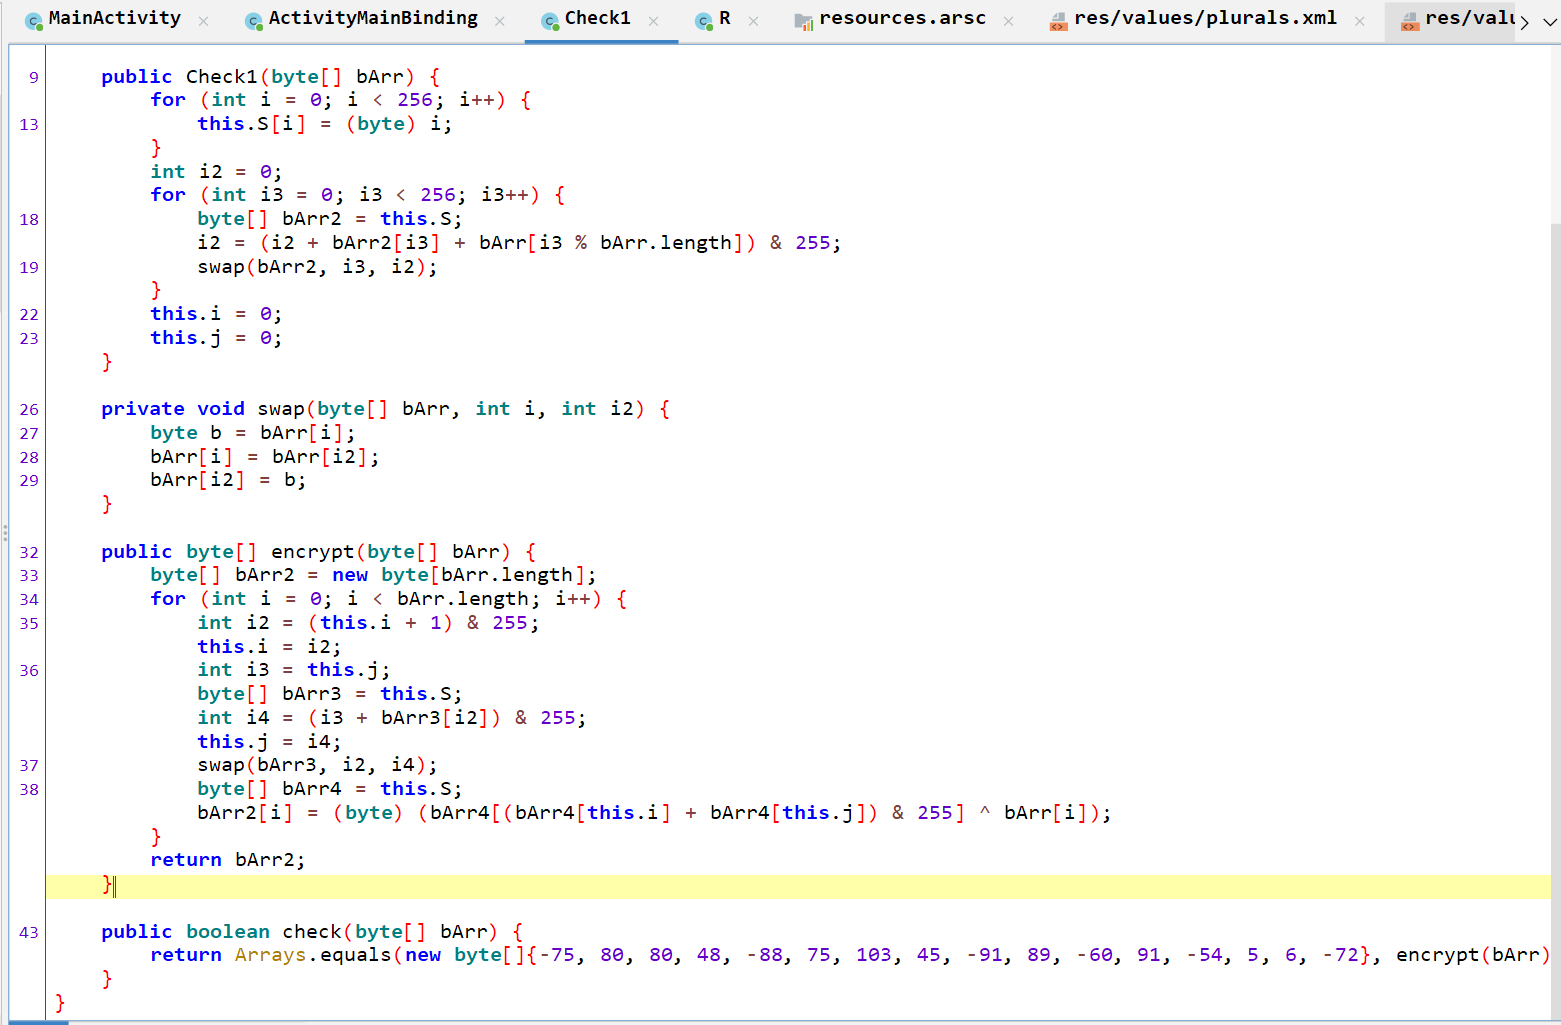 MainActivity ActivityMainBinding Check1 R resources.arsc res/values/plurals.xml res/valu
9 public Check1(byte[] bArr) {
for (int i = 0; i < 256; i++) {
13 this.S[i] = (byte) i;
}
int i2 = 0;
for (int i3 = 0; i3 < 256; i3++) {
18 byte[] bArr2 = this.S;
i2 = (i2 + bArr2[i3] + bArr[i3 % bArr.length]) & 255;
19 swap(bArr2, i3, i2);
}
22 this.i = 0;
23 this.j = 0;
}
26 private void swap(byte[] bArr, int i, int i2) {
27 byte b = bArr[i];
28 bArr[i] = bArr[i2];
29 bArr[i2] = b;
}
32 public byte[] encrypt(byte[] bArr) {
33 byte[] bArr2 = new byte[bArr.length];
34 for (int i = 0; i < bArr.length; i++) {
35 int i2 = (this.i + 1) & 255;
this.i = i2;
36 int i3 = this.j;
byte[] bArr3 = this.S;
int i4 = (i3 + bArr3[i2]) & 255;
this.j = i4;
37 swap(bArr3, i2, i4);
38 byte[] bArr4 = this.S;
bArr2[i] = (byte) (bArr4[(bArr4[this.i] + bArr4[this.j]) & 255] ^ bArr[i]);
}
return bArr2;
}
43 public boolean check(byte[] bArr) {
return Arrays.equals(new byte[]{-75, 80, 80, 48, -88, 75, 103, 45, -91, 89, -60, 91, -54, 5, 6, -72}, encrypt(bArr)
}
}